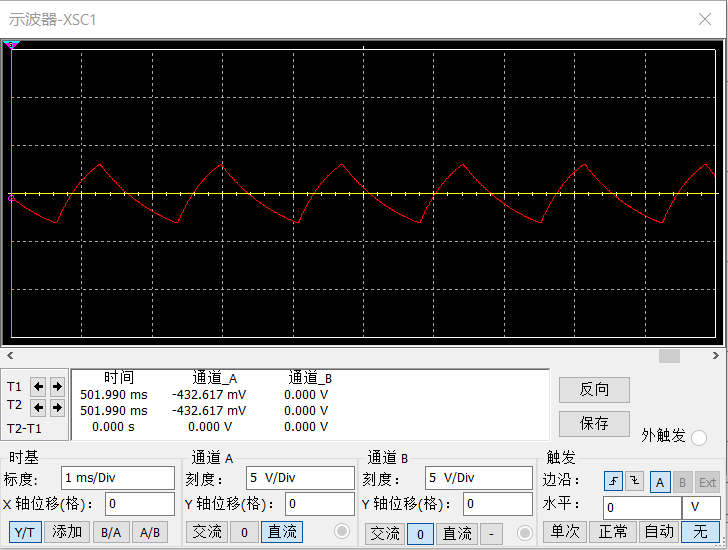 示波器-XSC1
时间 通道_A 通道_B
T1 501.990 ms -432.617 mV 0.000 V
T2 501.990 ms -432.617 mV 0.000 V
T2-T1 0.000 s 0.000 V 0.000 V
反向
保存
外触发
时基 通道 A 通道 B 触发
标度: 1 ms/Div 刻度: 5 V/Div 刻度: 5 V/Div 边沿: A B Ext
X 轴位移(格): 0 Y 轴位移(格): 0 Y 轴位移(格): 0 水平: 0 V
Y/T 添加 B/A A/B 交流 0 直流 交流 0 直流 - 单次 正常 自动 无